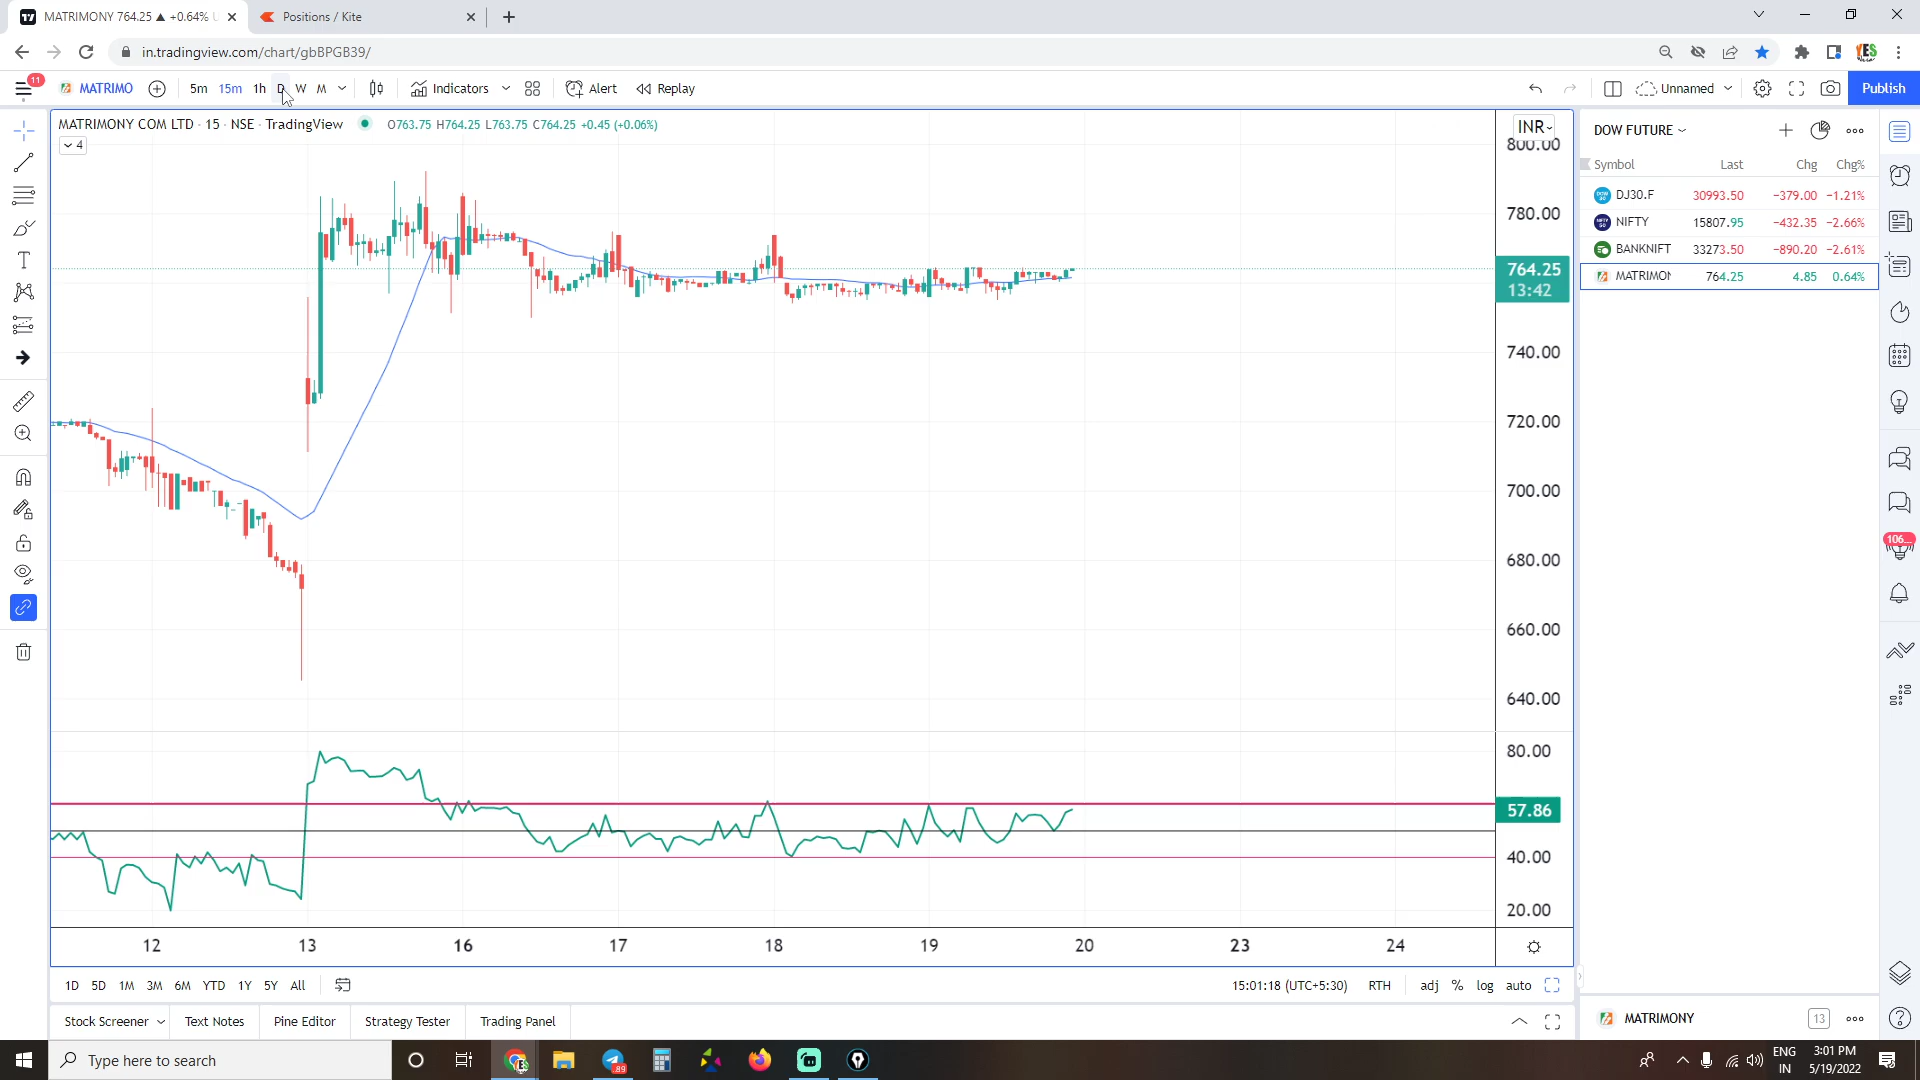 MATRIMONY 764.25 ▲ +0.64% U
Positions / Kite
in.tradingview.com/chart/gbBPGB39/
11
MATRIMO
5m 15m 1h D W M
Indicators
Alert
Replay
Unnamed
Publish
MATRIMONY COM LTD · 15 · NSE · TradingView
O763.75 H764.25 L763.75 C764.25 +0.45 (+0.06%)
4
INR
800.00
780.00
764.25
13:42
740.00
720.00
700.00
680.00
660.00
640.00
80.00
57.86
40.00
20.00
12 13 16 17 18 19 20 23 24
1D 5D 1M 3M 6M YTD 1Y 5Y All
15:01:18 (UTC+5:30) RTH adj % log auto
Stock Screener Text Notes Pine Editor Strategy Tester Trading Panel
DOW FUTURE
Symbol Last Chg Chg%
DJ30.F 30993.50 −379.00 −1.21%
NIFTY 15807.95 −432.35 −2.66%
BANKNIFT 33273.50 −890.20 −2.61%
MATRIMON 764.25 4.85 0.64%
106...
MATRIMONY
13
Type here to search
89
ENG
IN
3:01 PM
5/19/2022